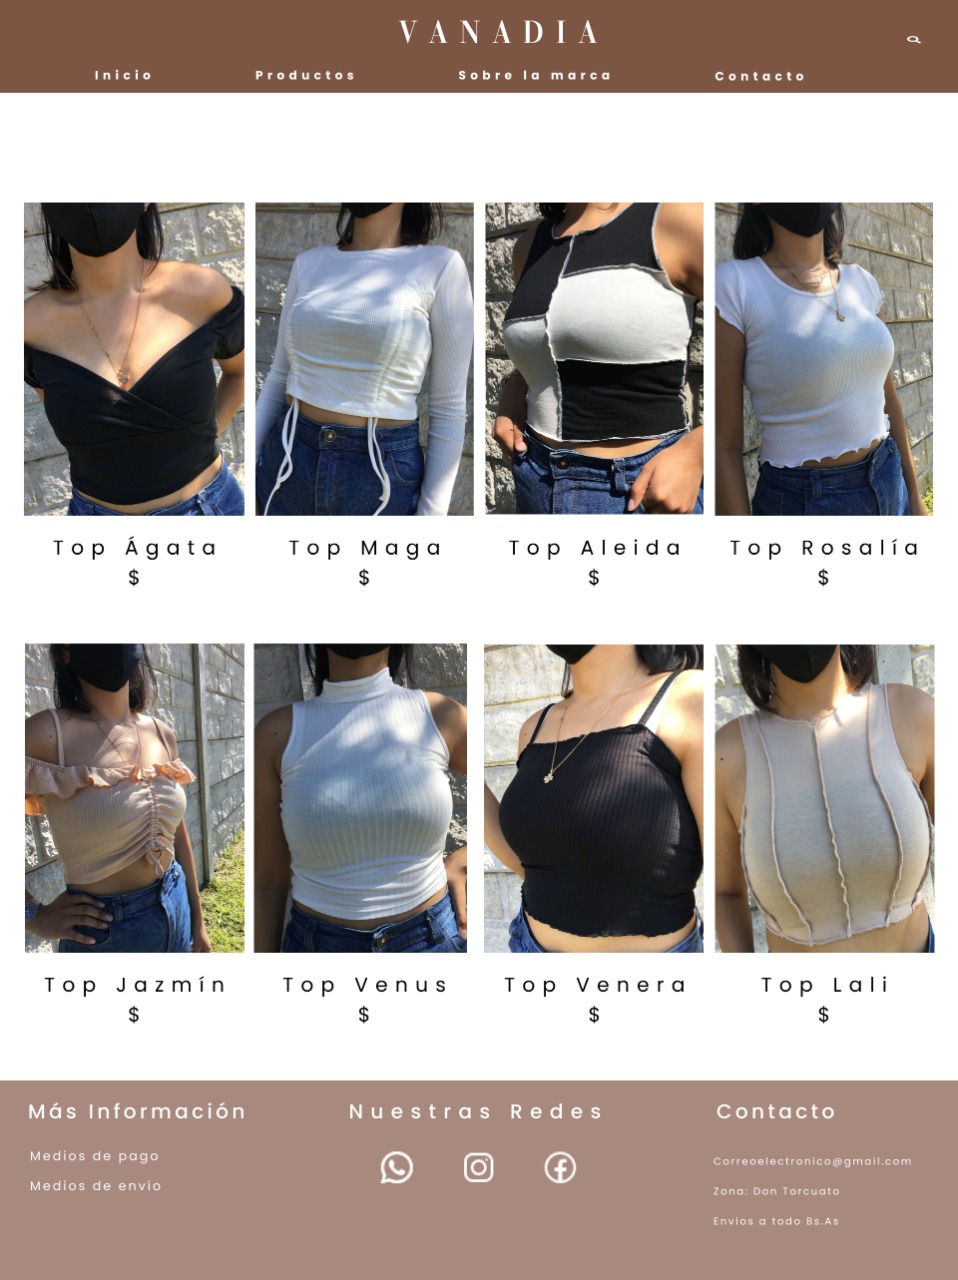 VANADIA
Inicio
Productos
Sobre la marca
Contacto
Top Ágata
$
Top Maga
$
Top Aleida
$
Top Rosalía
$
Top Jazmín
$
Top Venus
$
Top Venera
$
Top Lali
$
Más Información
Medios de pago
Medios de envío
Nuestras Redes
Contacto
Correoelectronico@gmail.com
Zona: Don Torcuato
Envios a todo Bs.As